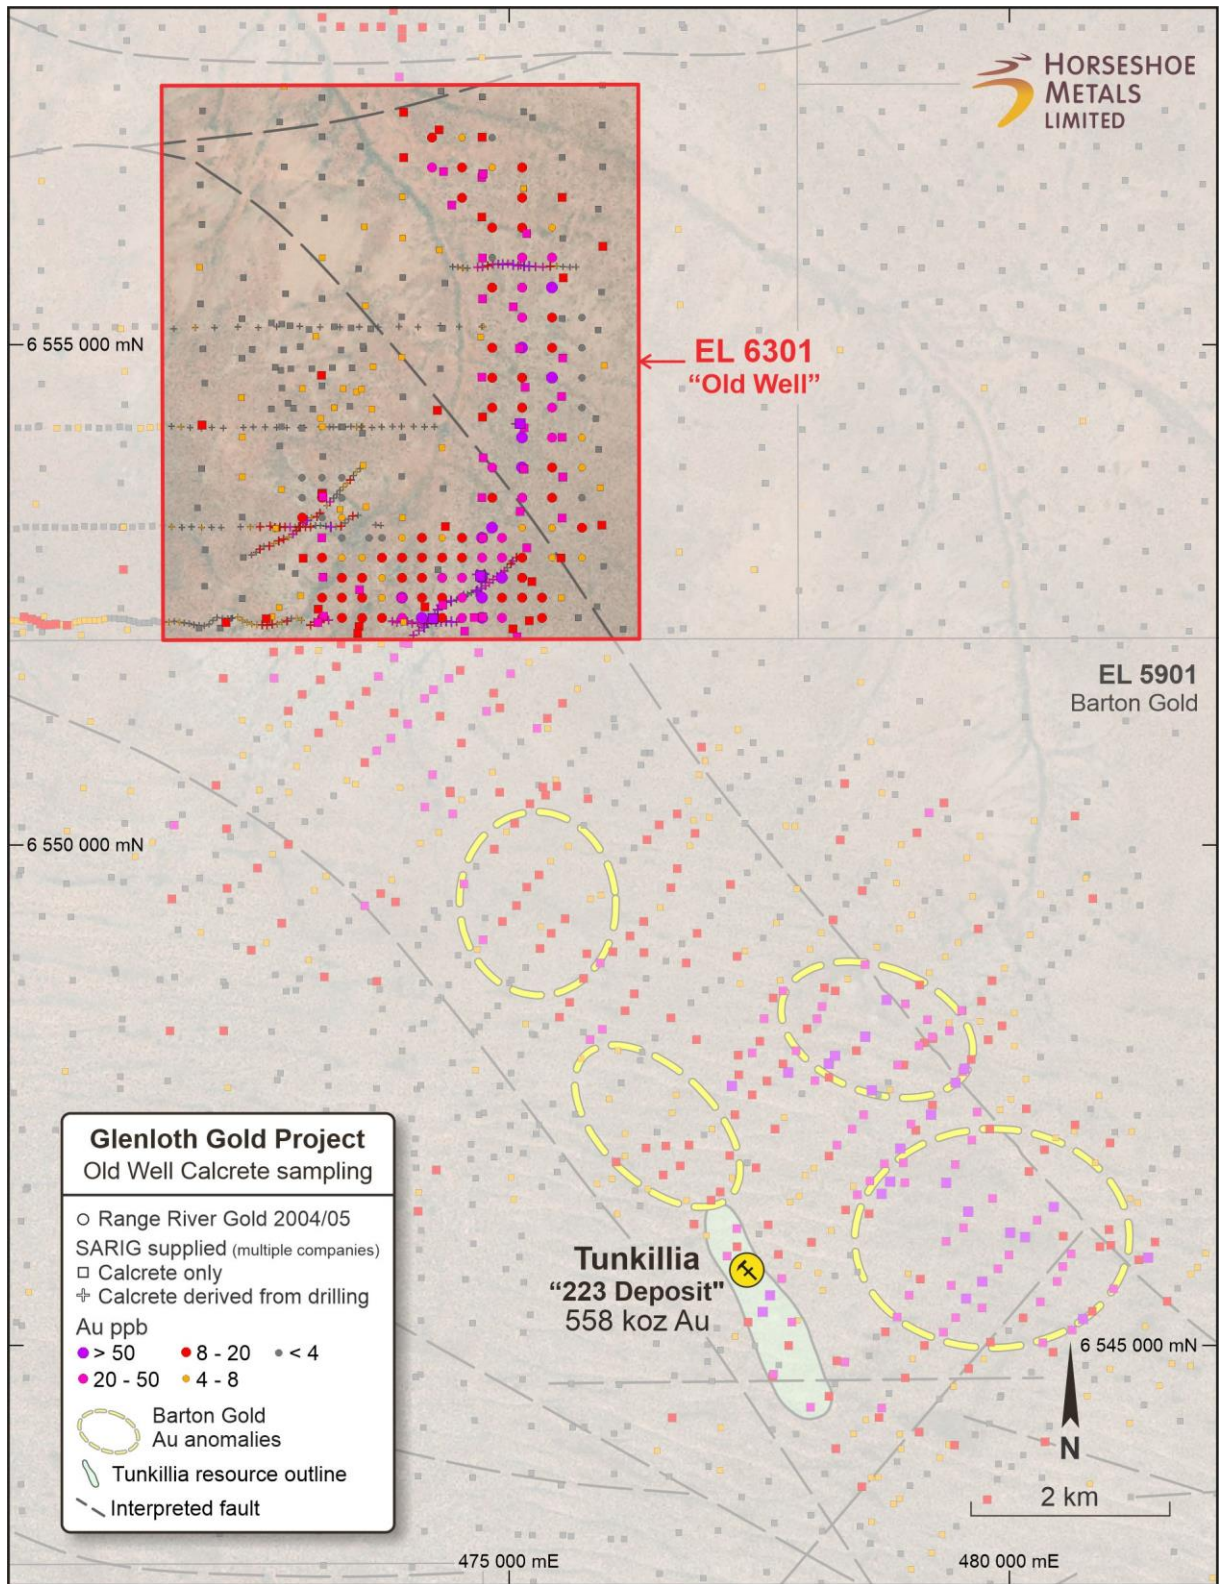 HORSESHOE
METALS
LIMITED
6 555 000 mN
EL 6301
“Old Well”
EL 5901
Barton Gold
6 550 000 mN
Glenloth Gold Project
Old Well Calcrete sampling
Range River Gold 2004/05
SARIG supplied (multiple companies)
Calcrete only
Calcrete derived from drilling
Au ppb
> 50 8 - 20 < 4
20 - 50 4 - 8
Barton Gold
Au anomalies
Tunkillia resource outline
Interpreted fault
Tunkillia
“223 Deposit"
558 koz Au
6 545 000 mN
N
2 km
475 000 mE 480 000 mE